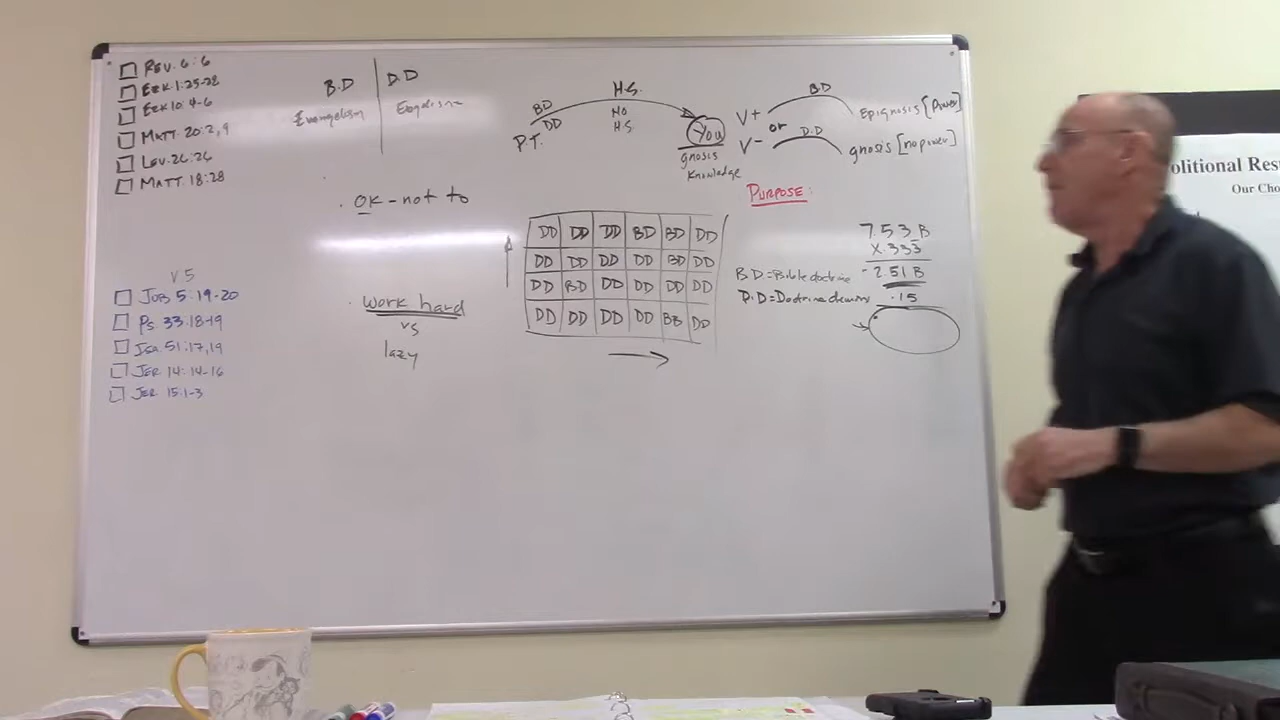 Rev. 6:6
Ezk 1:25-28
Ezk 10:4-6
Matt. 20:2,9
Lev. 26:26
Matt. 18:28
B.D D.D
Evangelism
BD
DD
P.T.
H.S.
NO
H.S.
You
gnosis
Knowledge
V+
or
V-
BD
D.D
Epignosis [Power]
gnosis [no power]
Purpose:
. OK - not to
. work hard
vs
lazy
DD DD DD BD BD DD
DD DD DD DD BD DD
DD BD DD DD DD DD
DD DD DD DD BB DD
BD = Bible doctrine
D.D = Doctrine demons
7.53 B
X.333
2.51 B
.15
v 5
Job 5:19-20
Ps 33:18-19
Isa. 51:17,19
Jer 14:14-16
Jer 15:1-3
olitional Res
Our Cho